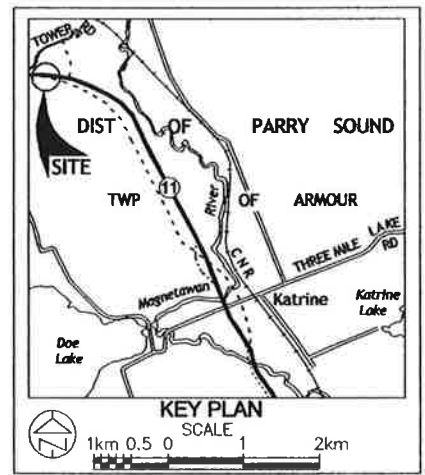 TOWER RD
DIST OF PARRY SOUND
SITE
TWP OF ARMOUR
11
River
CNR
THREE MILE LAKE RD
Magnetawan
Katrine
Katrine Lake
Doe Lake
KEY PLAN
SCALE
N
1km 0.5 0 1 2km